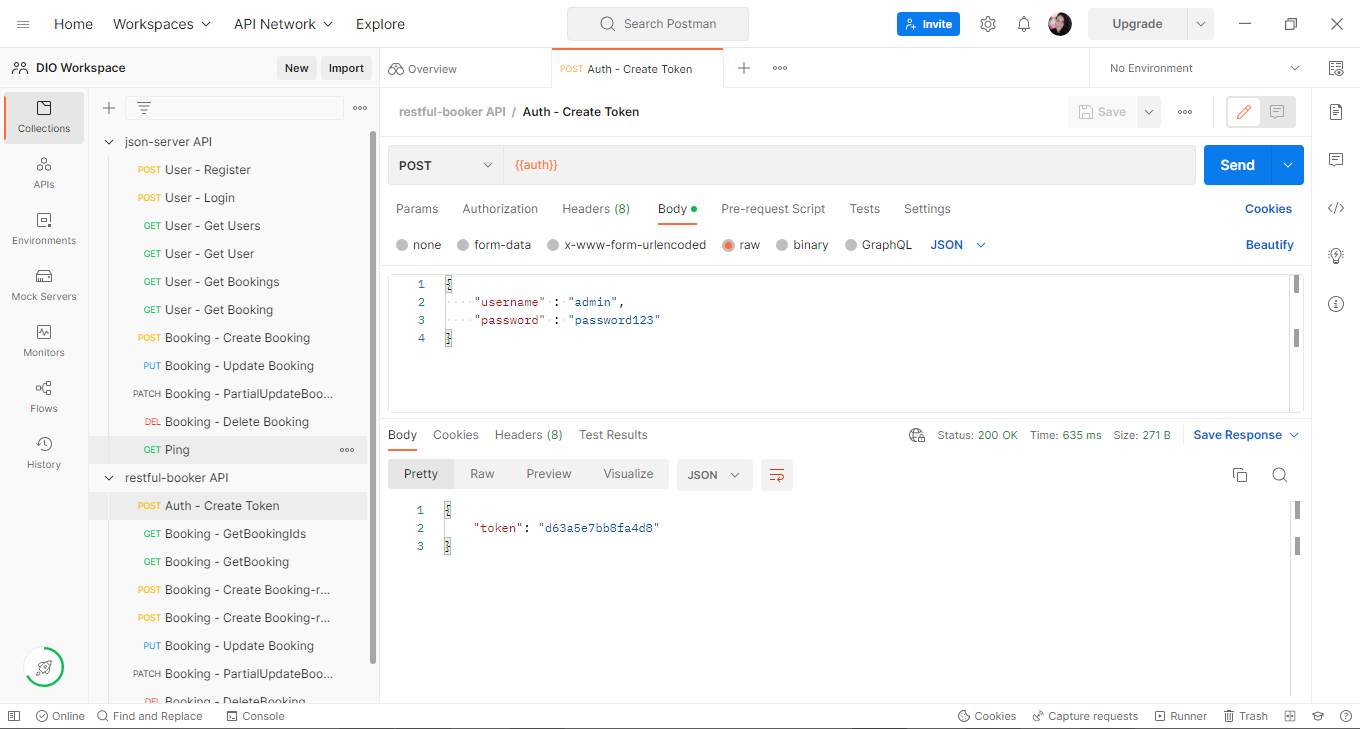 Home Workspaces API Network Explore Search Postman Invite Upgrade
DIO Workspace New Import Overview POST Auth - Create Token No Environment
restful-booker API / Auth - Create Token Save
Collections
APIs
Environments
Mock Servers
Monitors
Flows
History
json-server API
POST User - Register
POST User - Login
GET User - Get Users
GET User - Get User
GET User - Get Bookings
GET User - Get Booking
POST Booking - Create Booking
PUT Booking - Update Booking
PATCH Booking - PartialUpdateBoo...
DEL Booking - Delete Booking
GET Ping
restful-booker API
POST Auth - Create Token
GET Booking - GetBookingIds
GET Booking - GetBooking
POST Booking - Create Booking-r...
POST Booking - Create Booking-r...
PUT Booking - Update Booking
PATCH Booking - PartialUpdateBoo...
DEL Booking - DeleteBooking
POST {{auth}} Send
Params Authorization Headers (8) Body Pre-request Script Tests Settings Cookies
none form-data x-www-form-urlencoded raw binary GraphQL JSON Beautify
1 {
2 "username" : "admin",
3 "password" : "password123"
4 }
Body Cookies Headers (8) Test Results Status: 200 OK Time: 635 ms Size: 271 B Save Response
Pretty Raw Preview Visualize JSON
1 {
2 "token": "d63a5e7bb8fa4d8"
3 }
Online Find and Replace Console Cookies Capture requests Runner Trash